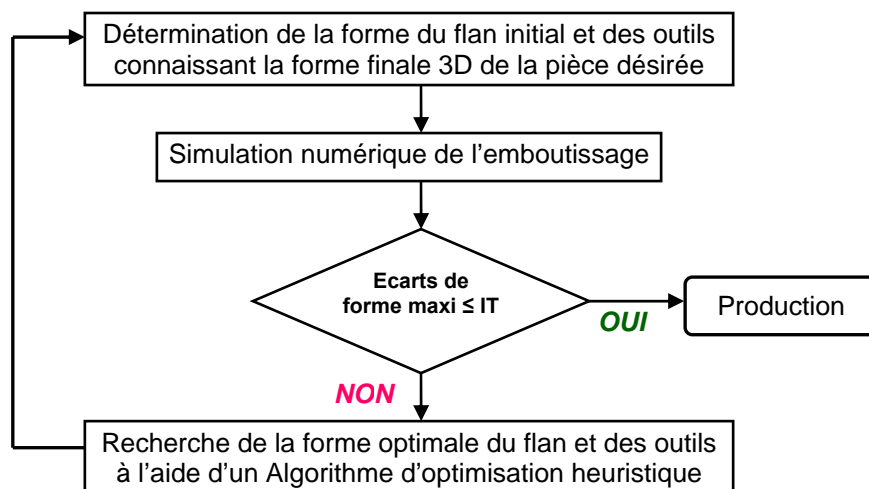 Détermination de la forme du flan initial et des outils
connaissant la forme finale 3D de la pièce désirée
Simulation numérique de l'emboutissage
Ecarts de
forme maxi ≤ IT
OUI
Production
NON
Recherche de la forme optimale du flan et des outils
à l'aide d'un Algorithme d'optimisation heuristique